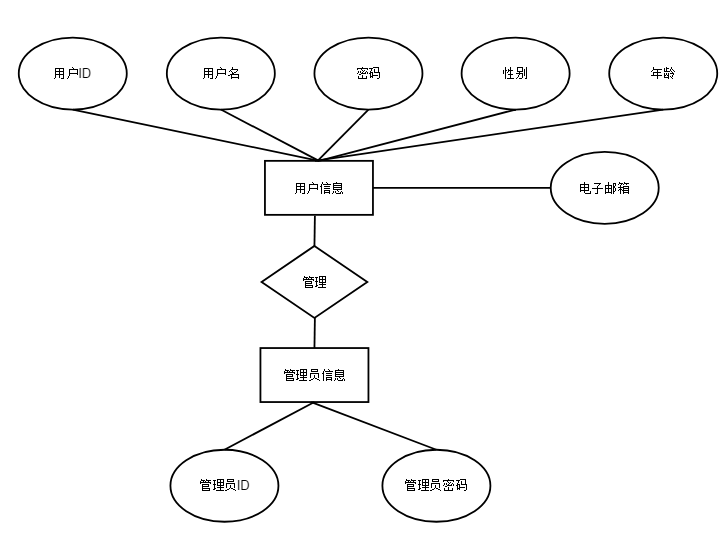 用户ID
用户名
密码
性别
年龄
用户信息
电子邮箱
管理
管理员信息
管理员ID
管理员密码